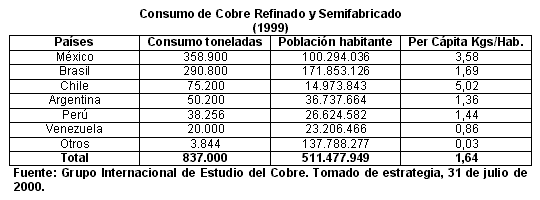 Consumo de Cobre Refinado y Semifabricado
(1999)
Países Consumo toneladas Población habitante Per Cápita Kgs/Hab.
México 358.900 100.294.036 3,58
Brasil 290.800 171.853.126 1,69
Chile 75.200 14.973.843 5,02
Argentina 50.200 36.737.664 1,36
Perú 38.256 26.624.582 1,44
Venezuela 20.000 23.206.466 0,86
Otros 3.844 137.788.277 0,03
Total 837.000 511.477.949 1,64
Fuente: Grupo Internacional de Estudio del Cobre. Tomado de estrategia, 31 de julio de
2000.